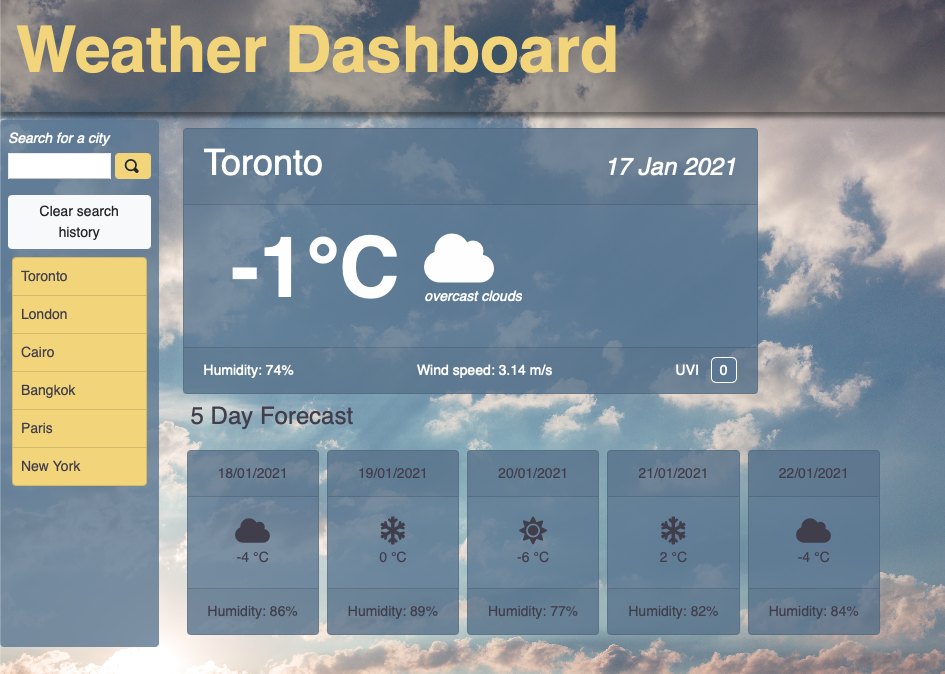 Weather Dashboard
Search for a city
Clear search
history
Toronto
London
Cairo
Bangkok
Paris
New York
Toronto
17 Jan 2021
-1°C
overcast clouds
Humidity: 74%
Wind speed: 3.14 m/s
UVI 0
5 Day Forecast
18/01/2021
-4 °C
Humidity: 86%
19/01/2021
0 °C
Humidity: 89%
20/01/2021
-6 °C
Humidity: 77%
21/01/2021
2 °C
Humidity: 82%
22/01/2021
-4 °C
Humidity: 84%